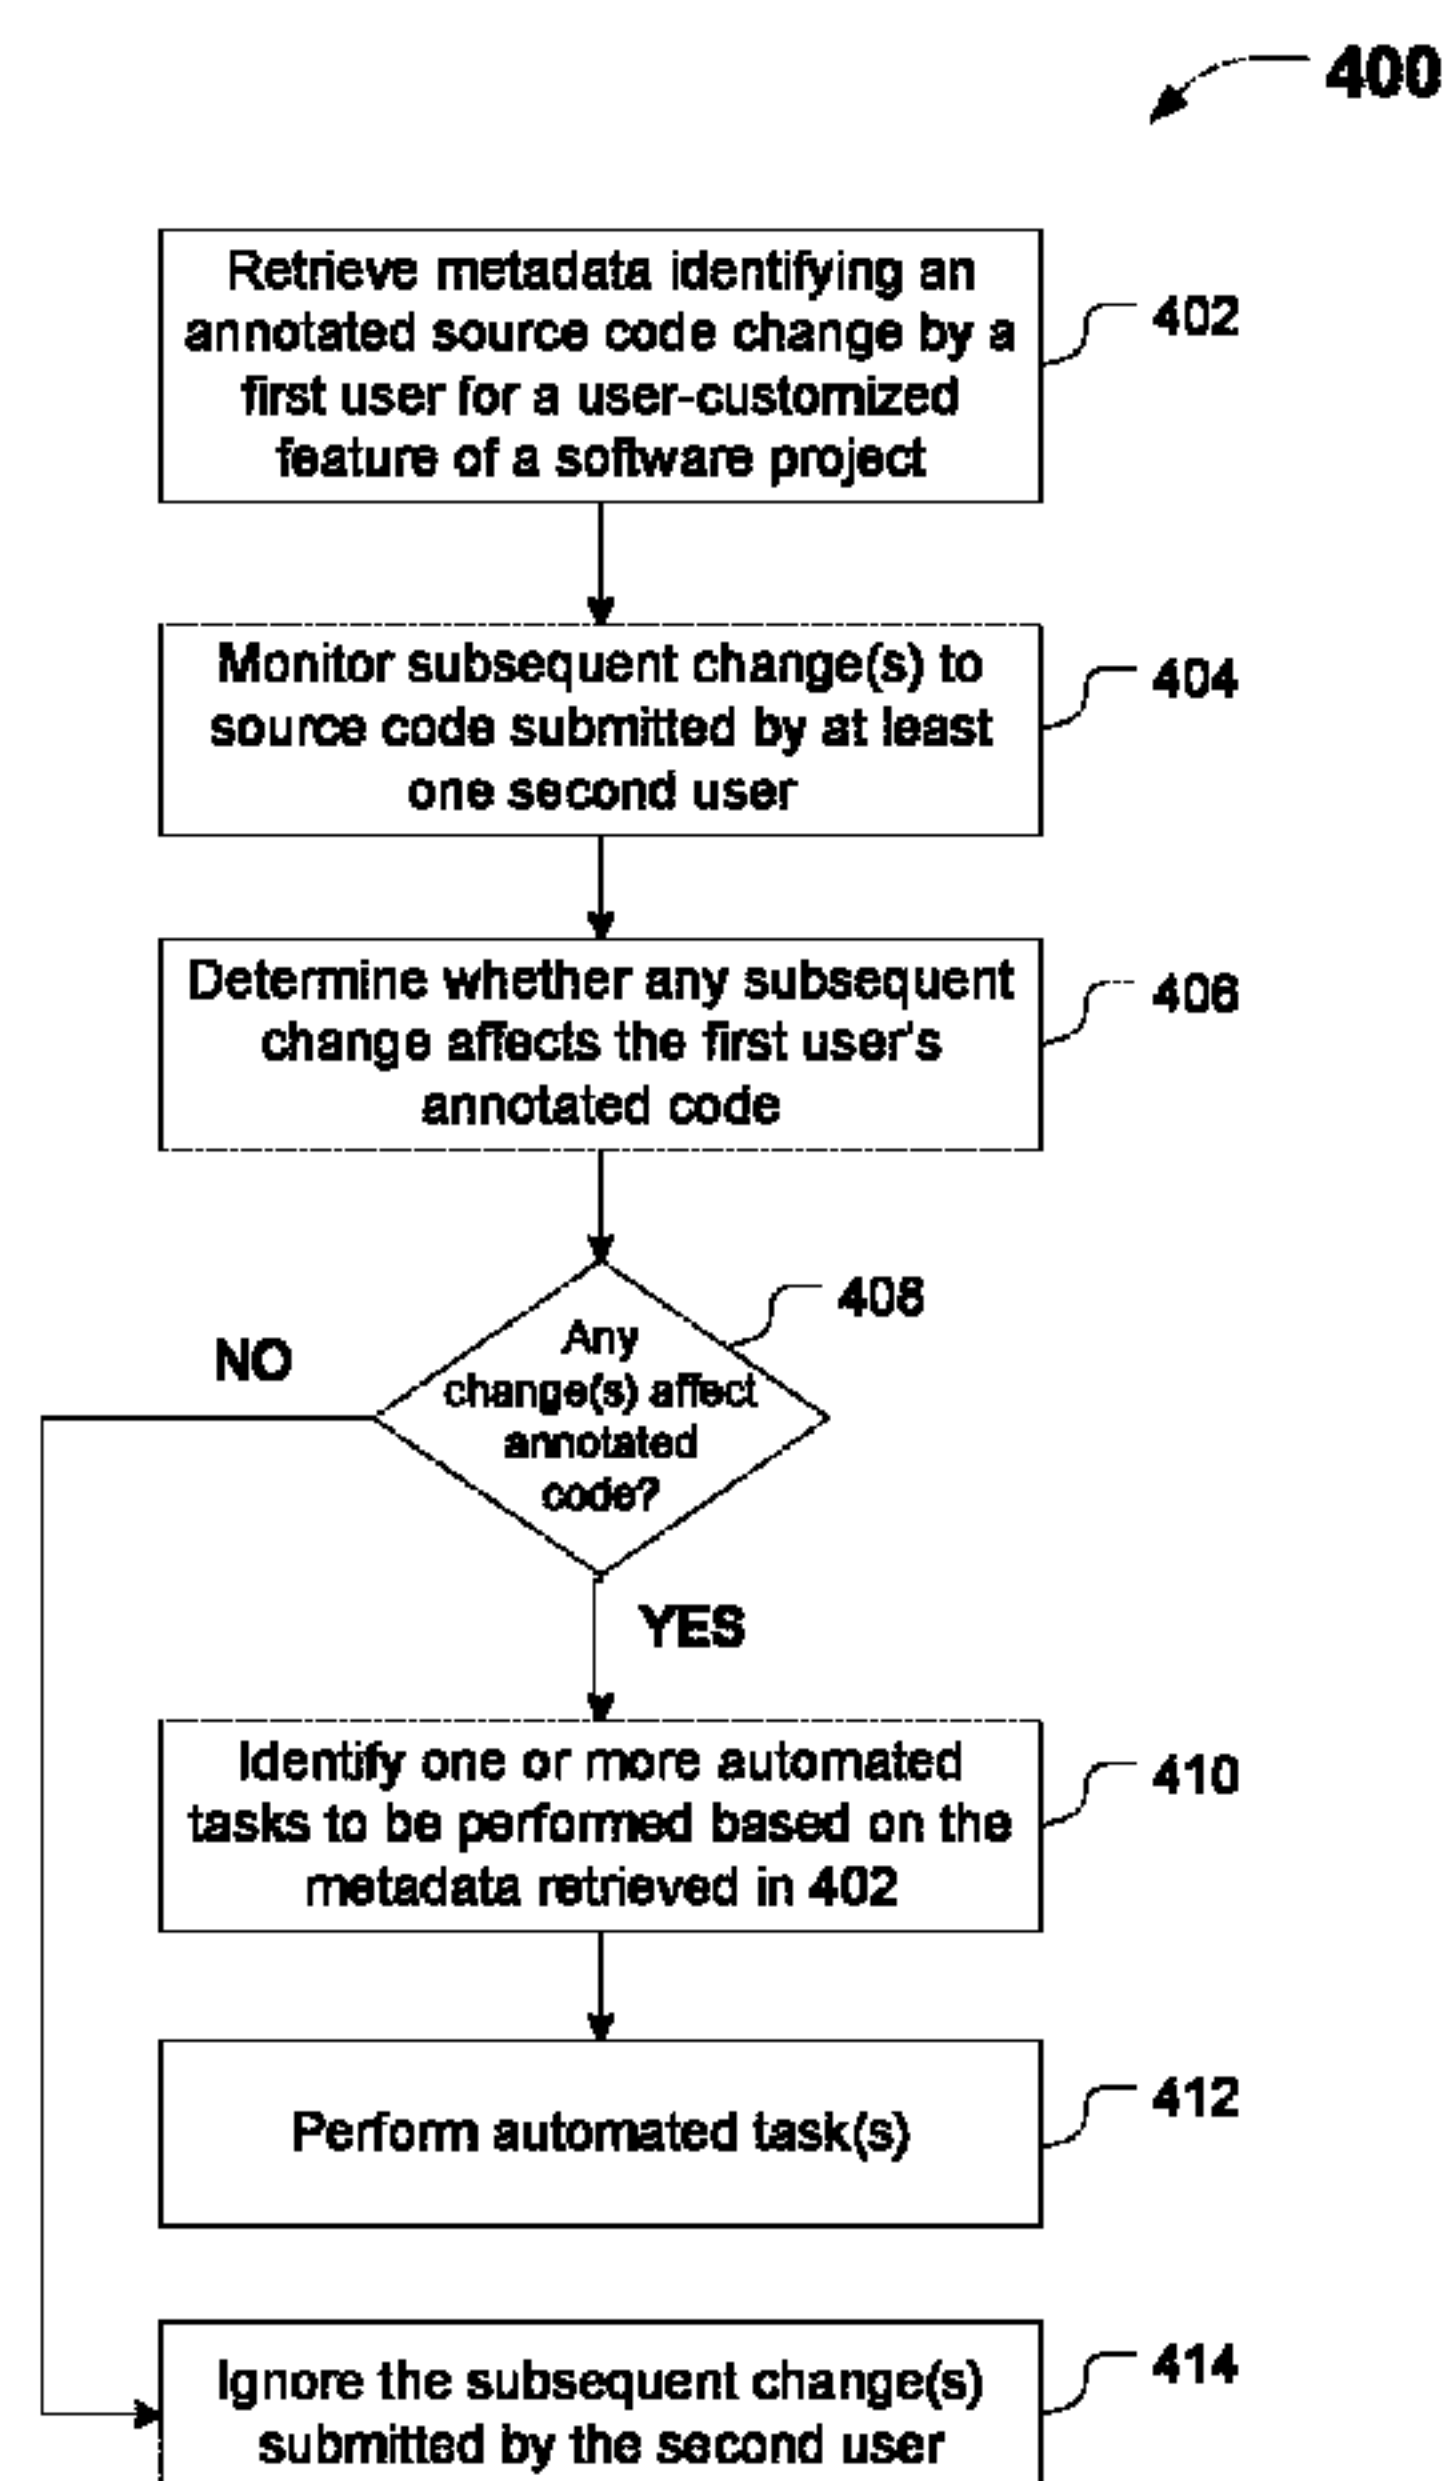 400
Retrieve metadata identifying an
annotated source code change by a
first user for a user-customized
feature of a software project
402
Monitor subsequent change(s) to
source code submitted by at least
one second user
404
Determine whether any subsequent
change affects the first user's
annotated code
406
Any
change(s) affect
annotated
code?
408
NO
YES
Identify one or more automated
tasks to be performed based on the
metadata retrieved in 402
410
Perform automated task(s)
412
Ignore the subsequent change(s)
submitted by the second user
414